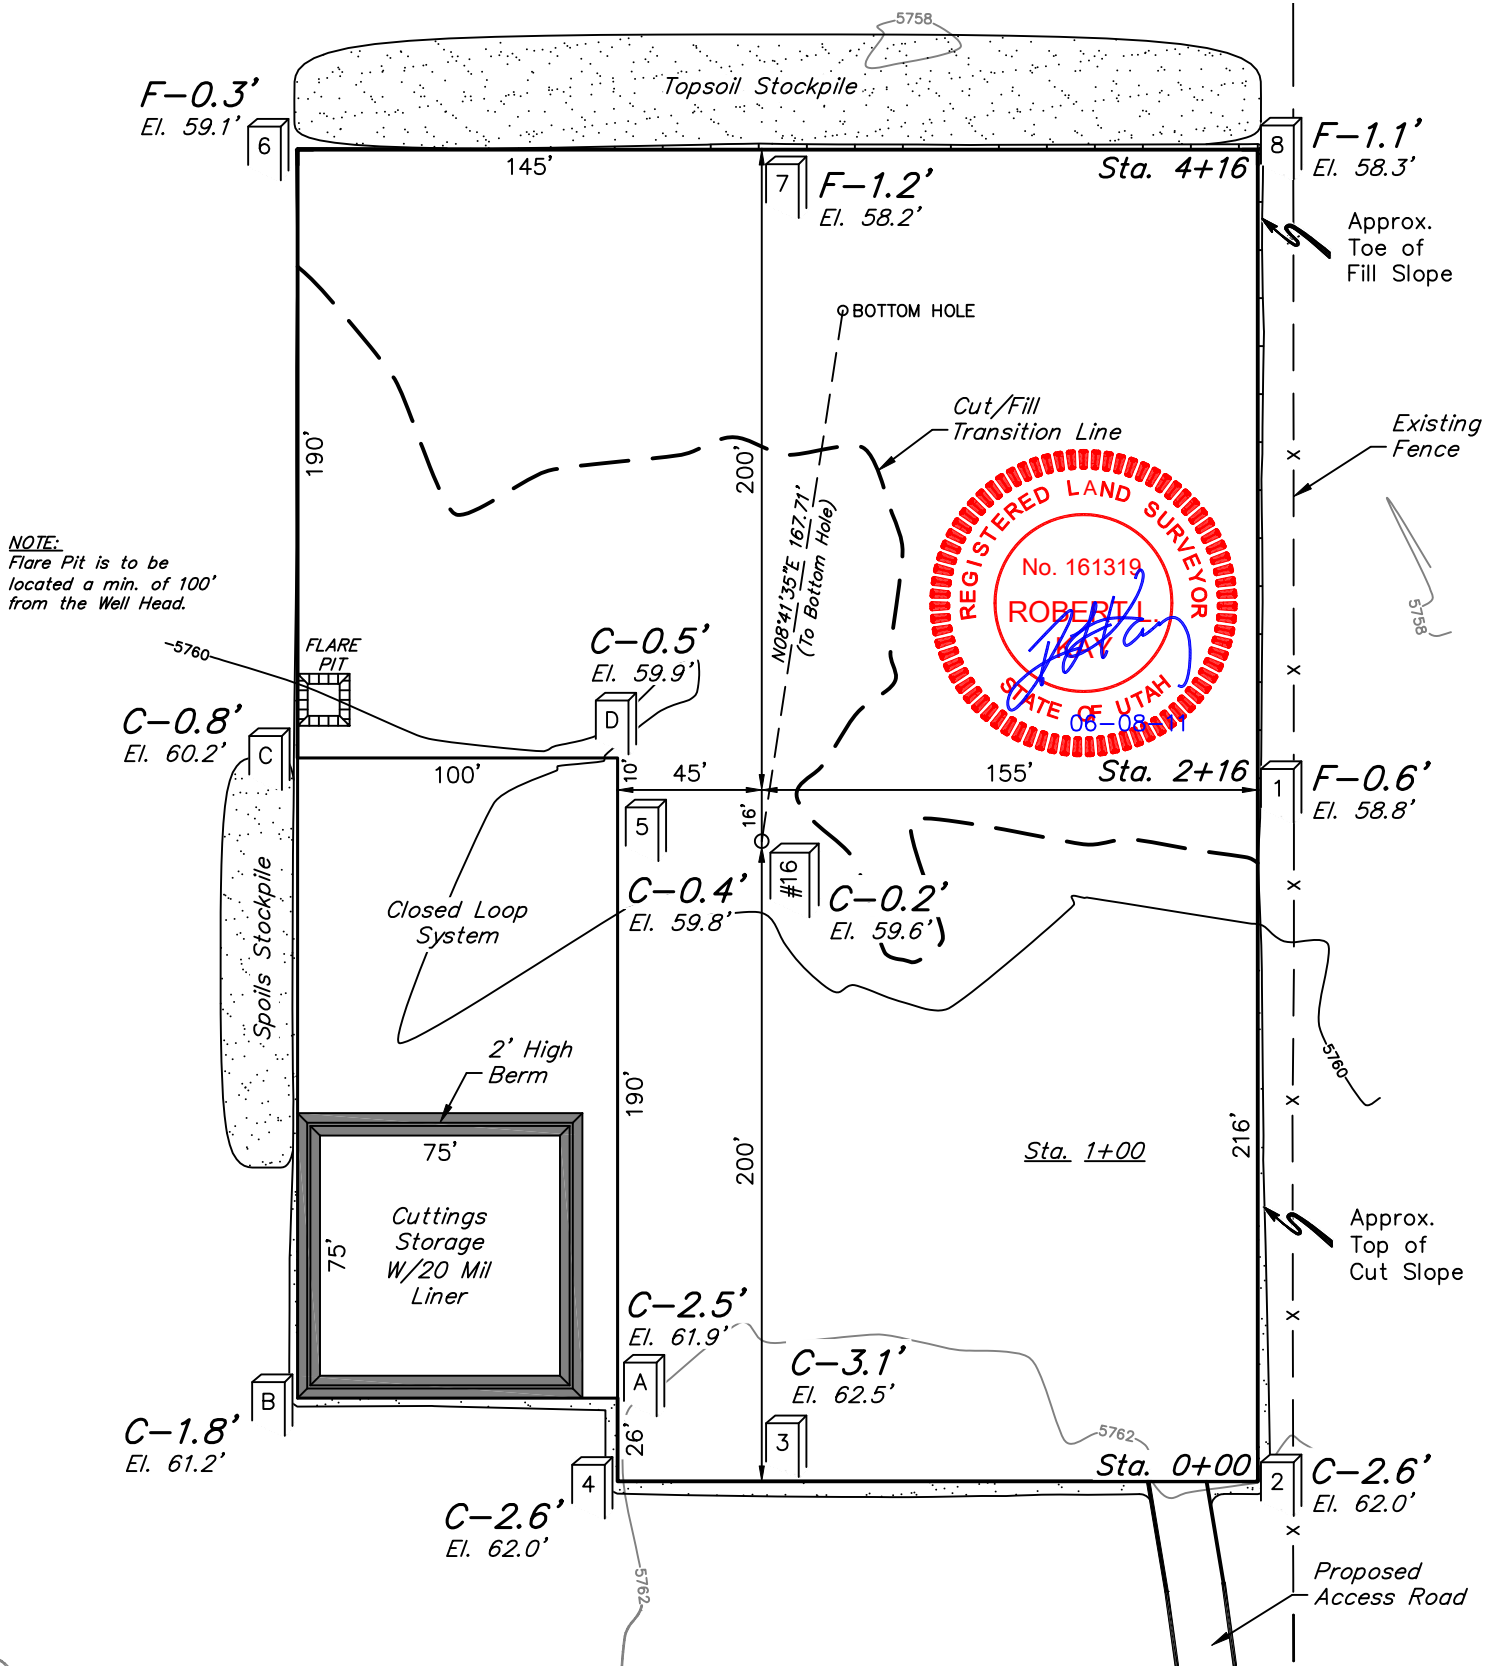 5758
Topsoil Stockpile
F-0.3'
El. 59.1'
6
8
F-1.1'
El. 58.3'
145'
7
F-1.2'
El. 58.2'
Sta. 4+16
Approx.
Toe of
Fill Slope
BOTTOM HOLE
Cut/Fill
Transition Line
Existing
Fence
190'
200'
N08°41'35"E 167.71'
(To Bottom Hole)
REGISTERED LAND SURVEYOR
No. 161319
ROBERT L.
KAY
STATE OF UTAH
06-08-11
x
x
NOTE:
Flare Pit is to be
located a min. of 100'
from the Well Head.
5758
5760
FLARE
PIT
C-0.5'
El. 59.9'
D
C-0.8'
El. 60.2'
C
100'
10'
45'
155'
Sta. 2+16
1
F-0.6'
El. 58.8'
5
16'
#16
C-0.4'
El. 59.8'
C-0.2'
El. 59.6'
x
Closed Loop
System
Spoils Stockpile
2' High
Berm
5760
x
190'
200'
216'
75'
75'
Sta. 1+00
Cuttings
Storage
W/20 Mil
Liner
Approx.
Top of
Cut Slope
C-2.5'
El. 61.9'
A
x
C-3.1'
El. 62.5'
B
C-1.8'
El. 61.2'
26'
3
5762
Sta. 0+00
2
C-2.6'
El. 62.0'
4
C-2.6'
El. 62.0'
x
5762
Proposed
Access Road